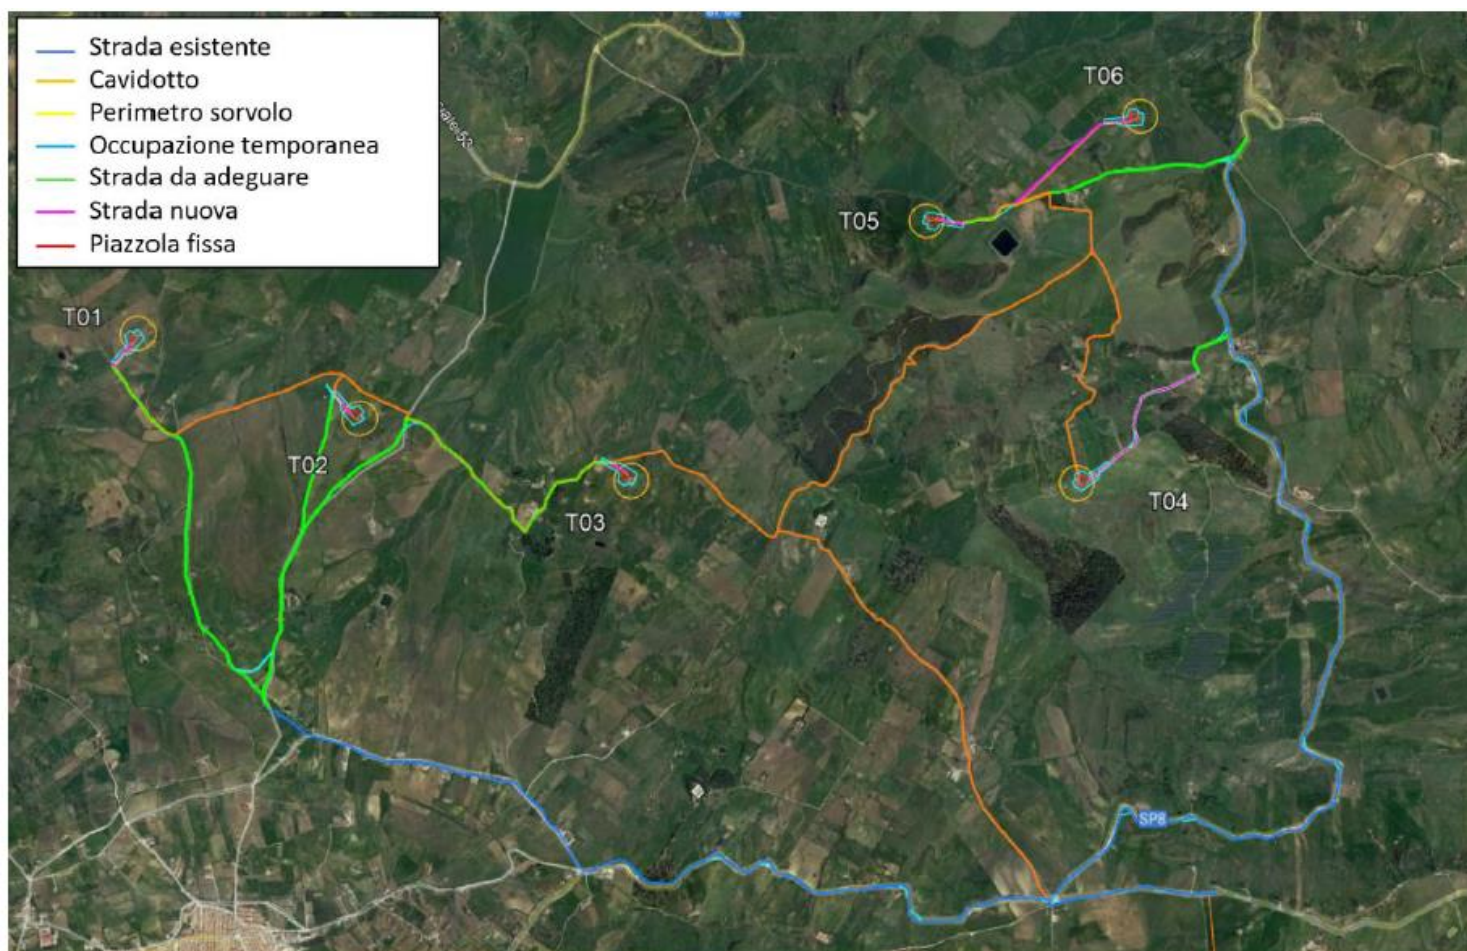 Strada esistente
Cavidotto
Perimetro sorvolo
Occupazione temporanea
Strada da adeguare
Strada nuova
Piazzola fissa
T06
T05
T01
T02
T03
T04
SP8